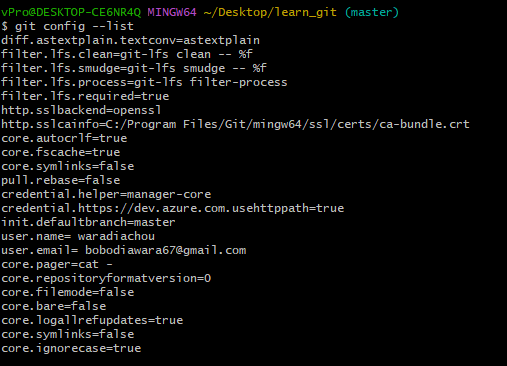 vPro@DESKTOP-CE6NR4Q MINGW64 ~/Desktop/learn_git (master)
$ git config --list
diff.astextplain.textconv=astextplain
filter.lfs.clean=git-lfs clean -- %f
filter.lfs.smudge=git-lfs smudge -- %f
filter.lfs.process=git-lfs filter-process
filter.lfs.required=true
http.sslbackend=openssl
http.sslcainfo=C:/Program Files/Git/mingw64/ssl/certs/ca-bundle.crt
core.autocrlf=true
core.fscache=true
core.symlinks=false
pull.rebase=false
credential.helper=manager-core
credential.https://dev.azure.com.usehttppath=true
init.defaultbranch=master
user.name= waradiachou
user.email= bobodiawara67@gmail.com
core.pager=cat -
core.repositoryformatversion=0
core.filemode=false
core.bare=false
core.logallrefupdates=true
core.symlinks=false
core.ignorecase=true